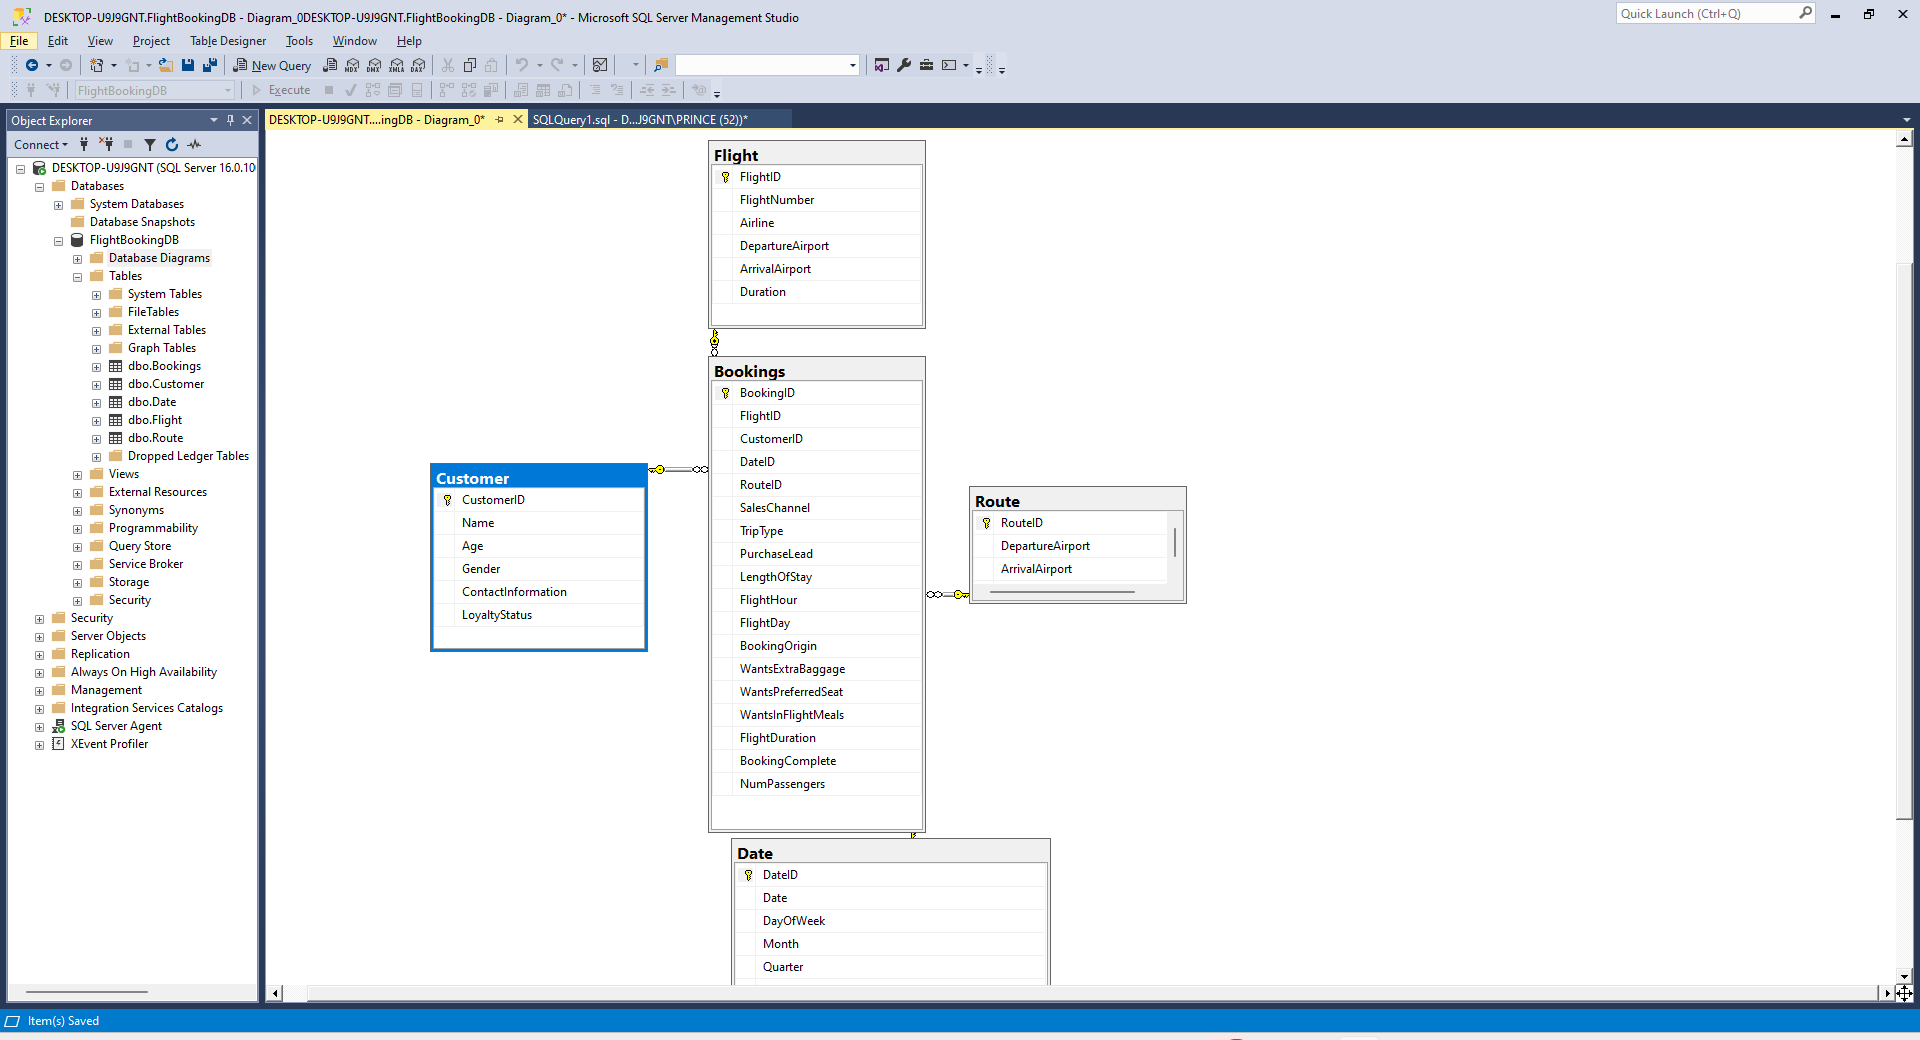 DESKTOP-U9J9GNT.FlightBookingDB - Diagram_0DESKTOP-U9J9GNT.FlightBookingDB - Diagram_0* - Microsoft SQL Server Management Studio
Quick Launch (Ctrl+Q)
File Edit View Project Table Designer Tools Window Help
New Query
MDX DMX XMLA DAX
FlightBookingDB
Execute
Object Explorer
DESKTOP-U9J9GNT....ingDB - Diagram_0*
SQLQuery1.sql - D...J9GNT\PRINCE (52))*
Connect
DESKTOP-U9J9GNT (SQL Server 16.0.10
Databases
System Databases
Database Snapshots
FlightBookingDB
Database Diagrams
Tables
System Tables
FileTables
External Tables
Graph Tables
dbo.Bookings
dbo.Customer
dbo.Date
dbo.Flight
dbo.Route
Dropped Ledger Tables
Views
External Resources
Synonyms
Programmability
Query Store
Service Broker
Storage
Security
Security
Server Objects
Replication
Always On High Availability
Management
Integration Services Catalogs
SQL Server Agent
XEvent Profiler
Flight
FlightID
FlightNumber
Airline
DepartureAirport
ArrivalAirport
Duration
Bookings
BookingID
FlightID
CustomerID
DateID
RouteID
SalesChannel
TripType
PurchaseLead
LengthOfStay
FlightHour
FlightDay
BookingOrigin
WantsExtraBaggage
WantsPreferredSeat
WantsInFlightMeals
FlightDuration
BookingComplete
NumPassengers
Customer
CustomerID
Name
Age
Gender
ContactInformation
LoyaltyStatus
Route
RouteID
DepartureAirport
ArrivalAirport
Date
DateID
Date
DayOfWeek
Month
Quarter
Item(s) Saved